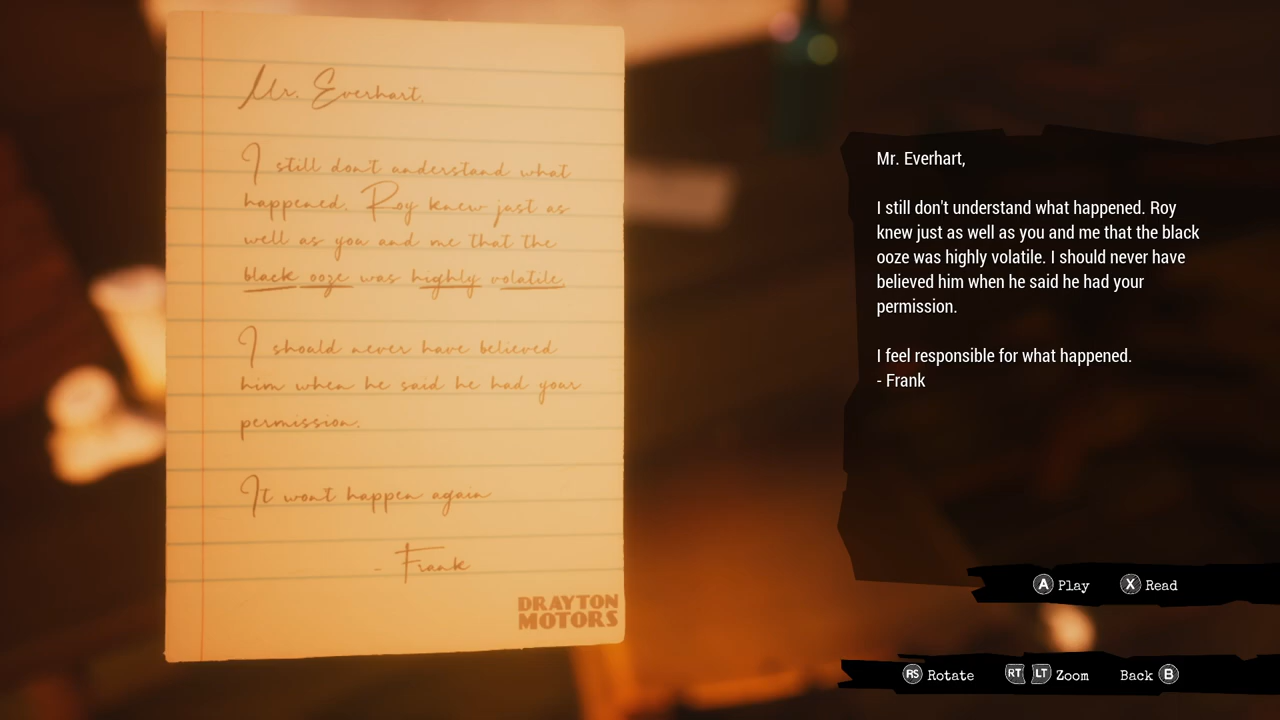 Mr. Everhart,
I still don't understand what
happened. Roy knew just as
well as you and me that the
black ooze was highly volatile.
I should never have believed
him when he said he had your
permission.
It won't happen again
- Frank
DRAYTON
MOTORS
Mr. Everhart,
I still don't understand what happened. Roy
knew just as well as you and me that the black
ooze was highly volatile. I should never have
believed him when he said he had your
permission.
I feel responsible for what happened.
- Frank
A Play X Read
RS Rotate RT LT Zoom Back B